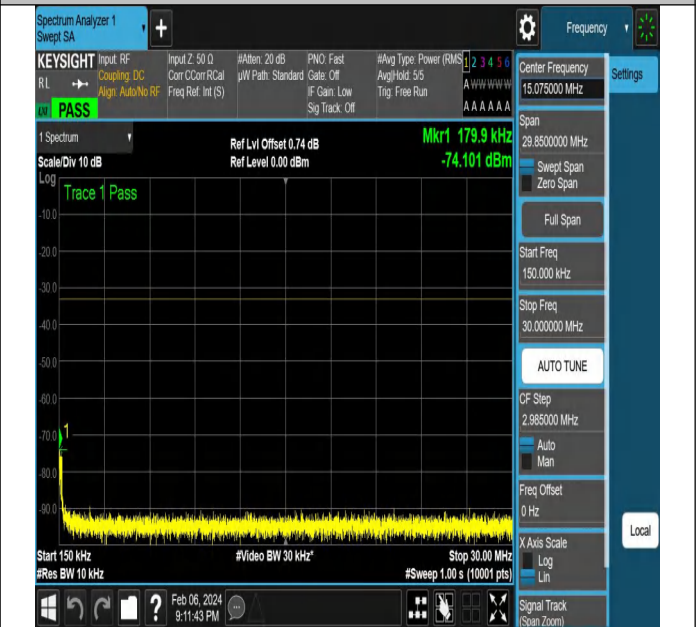 Spectrum Analyzer 1
Swept SA
Frequency
KEYSIGHT
RL
PASS
Input: RF
Coupling: DC
Align: Auto/No RF
Input Z: 50 Ω
Corr CCorr RCal
Freq Ref: Int (S)
#Atten: 20 dB
µW Path: Standard
PNO: Fast
Gate: Off
IF Gain: Low
Sig Track: Off
#Avg Type: Power (RMS)
Avg|Hold: 5/5
Trig: Free Run
1 2 3 4 5 6
A W W W W W
A A A A A A
Center Frequency
15.075000 MHz
Settings
Span
29.8500000 MHz
Swept Span
Zero Span
Full Span
Start Freq
150.000 kHz
Stop Freq
30.000000 MHz
AUTO TUNE
CF Step
2.985000 MHz
Auto
Man
Freq Offset
0 Hz
X Axis Scale
Log
Lin
Signal Track
(Span Zoom)
Local
1 Spectrum
Scale/Div 10 dB
Ref Lvl Offset 0.74 dB
Ref Level 0.00 dBm
Mkr1 179.9 kHz
-74.101 dBm
Log
Trace 1 Pass
-10.0
-20.0
-30.0
-40.0
-50.0
-60.0
-70.0
1
-80.0
-90.0
Start 150 kHz
#Video BW 30 kHz*
Stop 30.00 MHz
#Res BW 10 kHz
#Sweep 1.00 s (10001 pts)
?
Feb 06, 2024
9:11:43 PM